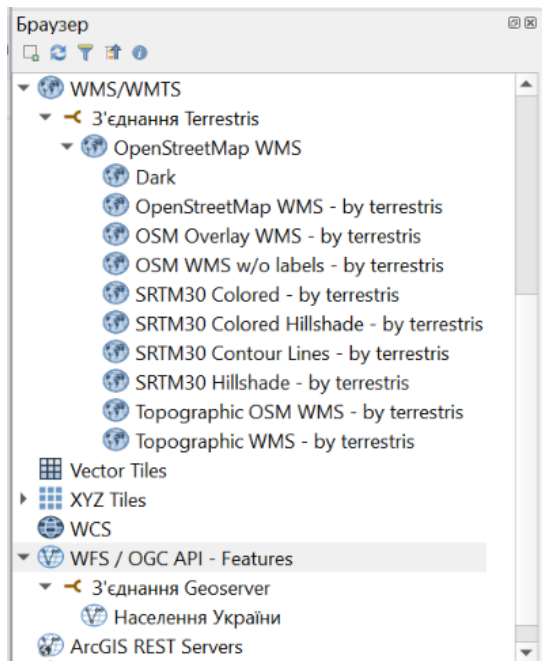 Браузер
WMS/WMTS
З'єднання Terrestris
OpenStreetMap WMS
Dark
OpenStreetMap WMS - by terrestris
OSM Overlay WMS - by terrestris
OSM WMS w/o labels - by terrestris
SRTM30 Colored - by terrestris
SRTM30 Colored Hillshade - by terrestris
SRTM30 Contour Lines - by terrestris
SRTM30 Hillshade - by terrestris
Topographic OSM WMS - by terrestris
Topographic WMS - by terrestris
Vector Tiles
XYZ Tiles
WCS
WFS / OGC API - Features
З'єднання Geoserver
Населення України
ArcGIS REST Servers